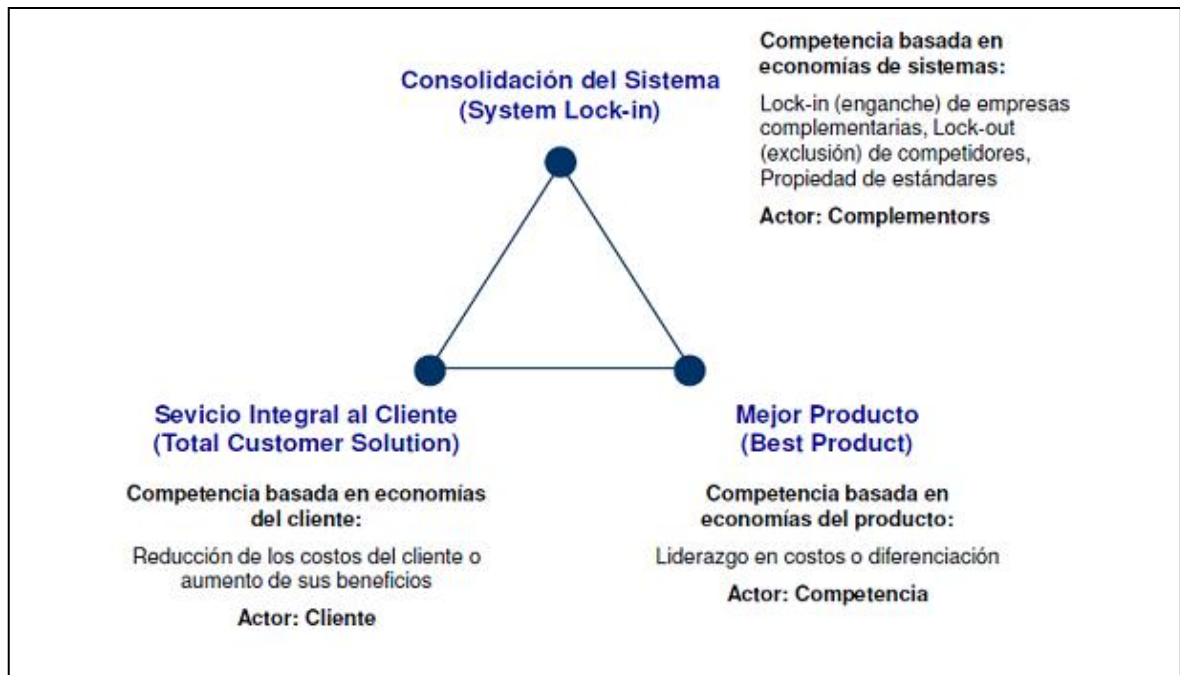 Consolidación del Sistema
(System Lock-in)
Competencia basada en
economías de sistemas:
Lock-in (enganche) de empresas
complementarias, Lock-out
(exclusión) de competidores,
Propiedad de estándares
Actor: Complementors
Sevicio Integral al Cliente
(Total Customer Solution)
Competencia basada en economías
del cliente:
Reducción de los costos del cliente o
aumento de sus beneficios
Actor: Cliente
Mejor Producto
(Best Product)
Competencia basada en
economías del producto:
Liderazgo en costos o diferenciación
Actor: Competencia